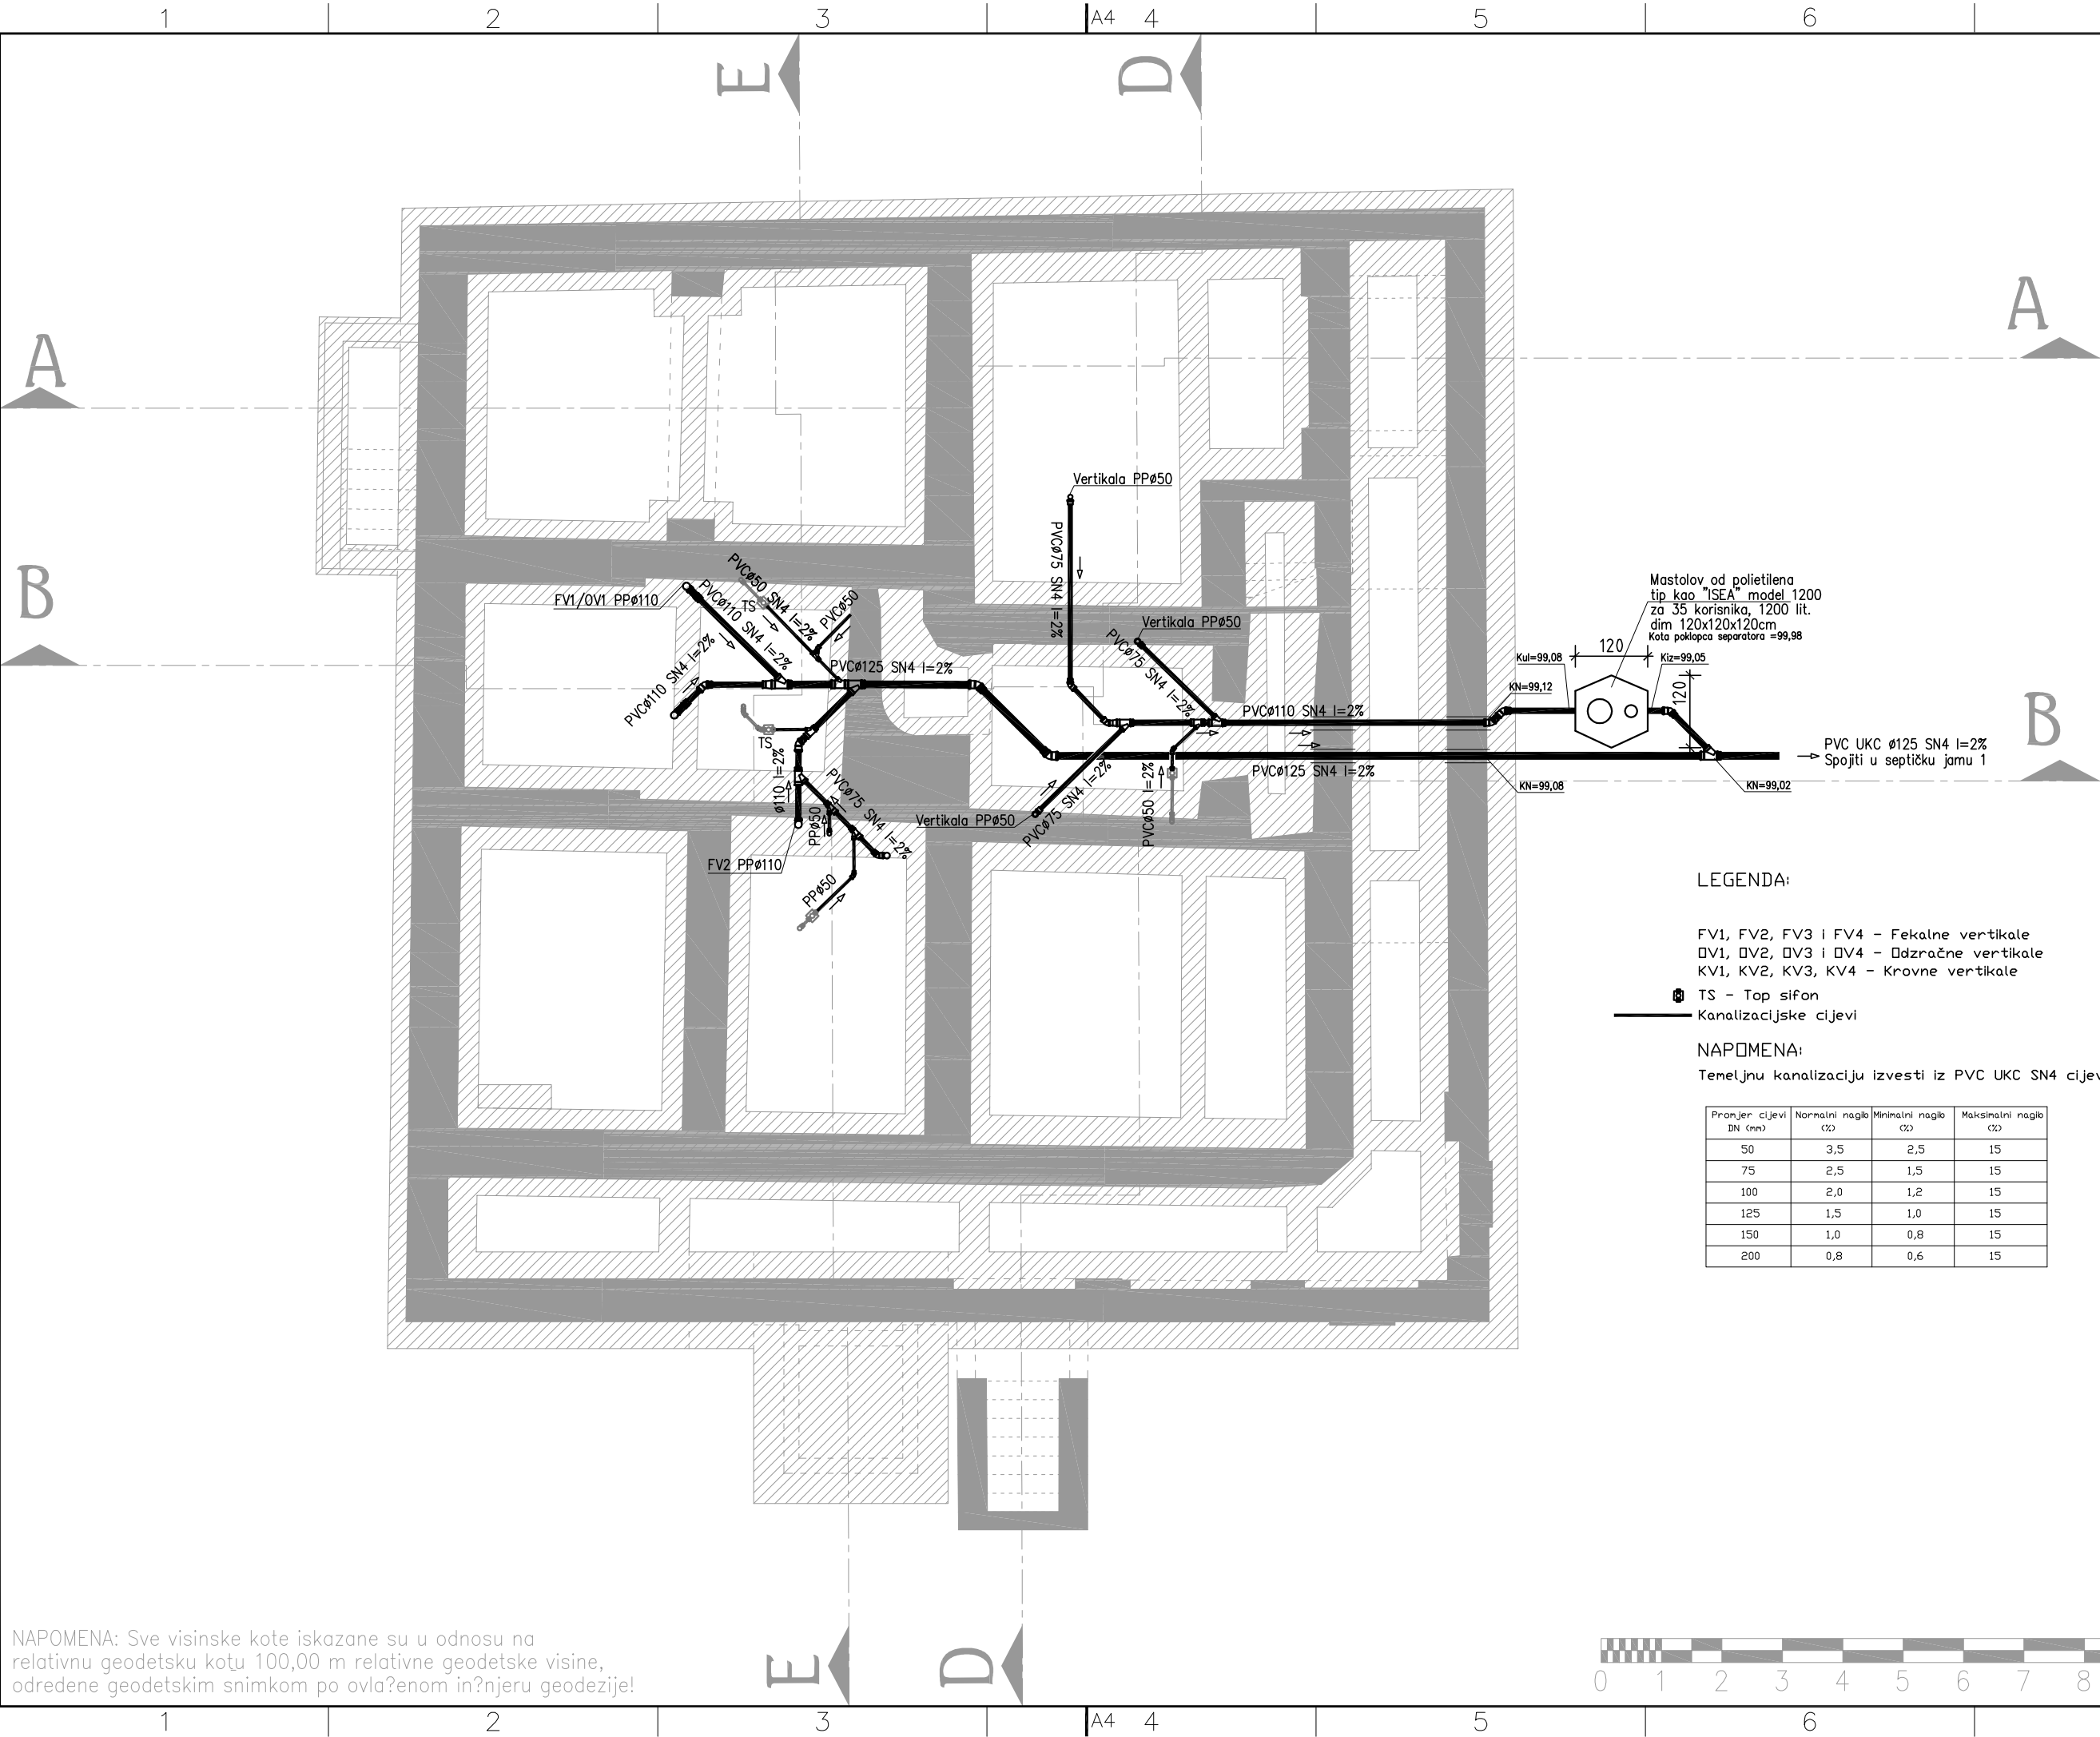 1 2 3 A4 4 5 6
E D
A A
B B
Vertikala PPø50
PVCø75 SN4 I=2%
FV1/OV1 PPø110
PVCø50 SN4 I=2%
TS
PVCø110 SN4 I=2%
PVCø50
PVCø110 SN4 I=2%
PVCø125 SN4 I=2%
Vertikala PPø50
PVCø75 SN4 I=2%
Mastolov od polietilena
tip kao "ISEA" model 1200
za 35 korisnika, 1200 lit.
dim 120x120x120cm
Kota poklopca separatora =99,98
120
Kul=99,08
Kiz=99,05
120
KN=99,12
PVCø110 SN4 I=2%
TS
PVC UKC ø125 SN4 I=2%
Spojiti u septičku jamu 1
PVCø125 SN4 I=2%
KN=99,08
KN=99,02
ø110 I=2%
PVCø75 SN4 I=2%
PPø50
Vertikala PPø50
PVCø75 SN4 I=2%
PVCø50 SN4 I=2%
FV2 PPø110
PPø50
LEGENDA:
FV1, FV2, FV3 i FV4 - Fekalne vertikale
OV1, OV2, OV3 i OV4 - Odzračne vertikale
KV1, KV2, KV3, KV4 - Krovne vertikale
TS - Top sifon
Kanalizacijske cijevi
NAPOMENA:
Temeljnu kanalizaciju izvesti iz PVC UKC SN4 cijev
Promjer cijevi DN (mm) Normalni nagib (%) Minimalni nagib (%) Maksimalni nagib (%)
50 3,5 2,5 15
75 2,5 1,5 15
100 2,0 1,2 15
125 1,5 1,0 15
150 1,0 0,8 15
200 0,8 0,6 15
NAPOMENA: Sve visinske kote iskazane su u odnosu na
relativnu geodetsku kotu 100,00 m relativne geodetske visine,
odredene geodetskim snimkom po ovla?enom in?njeru geodezije!
E D
0 1 2 3 4 5 6 7 8
1 2 3 A4 4 5 6